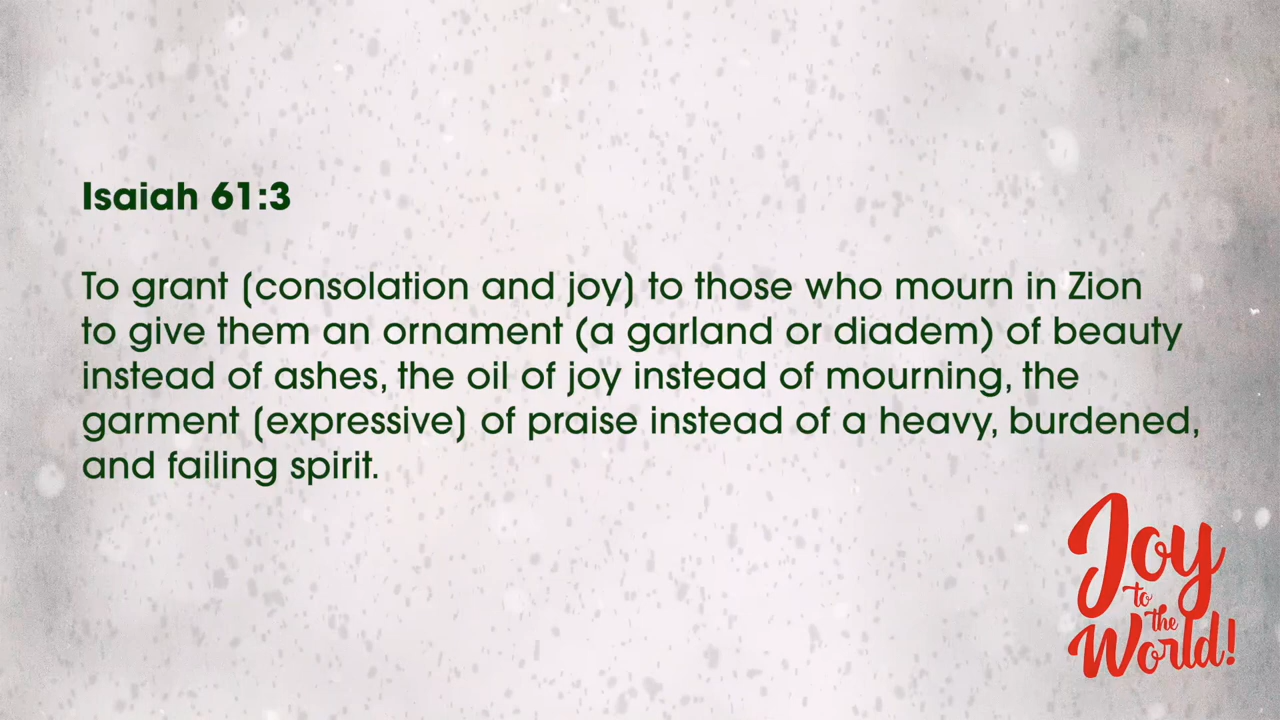 Isaiah 61:3
To grant (consolation and joy) to those who mourn in Zion
to give them an ornament (a garland or diadem) of beauty
instead of ashes, the oil of joy instead of mourning, the
garment (expressive) of praise instead of a heavy, burdened,
and failing spirit.
Joy
to
the
World!